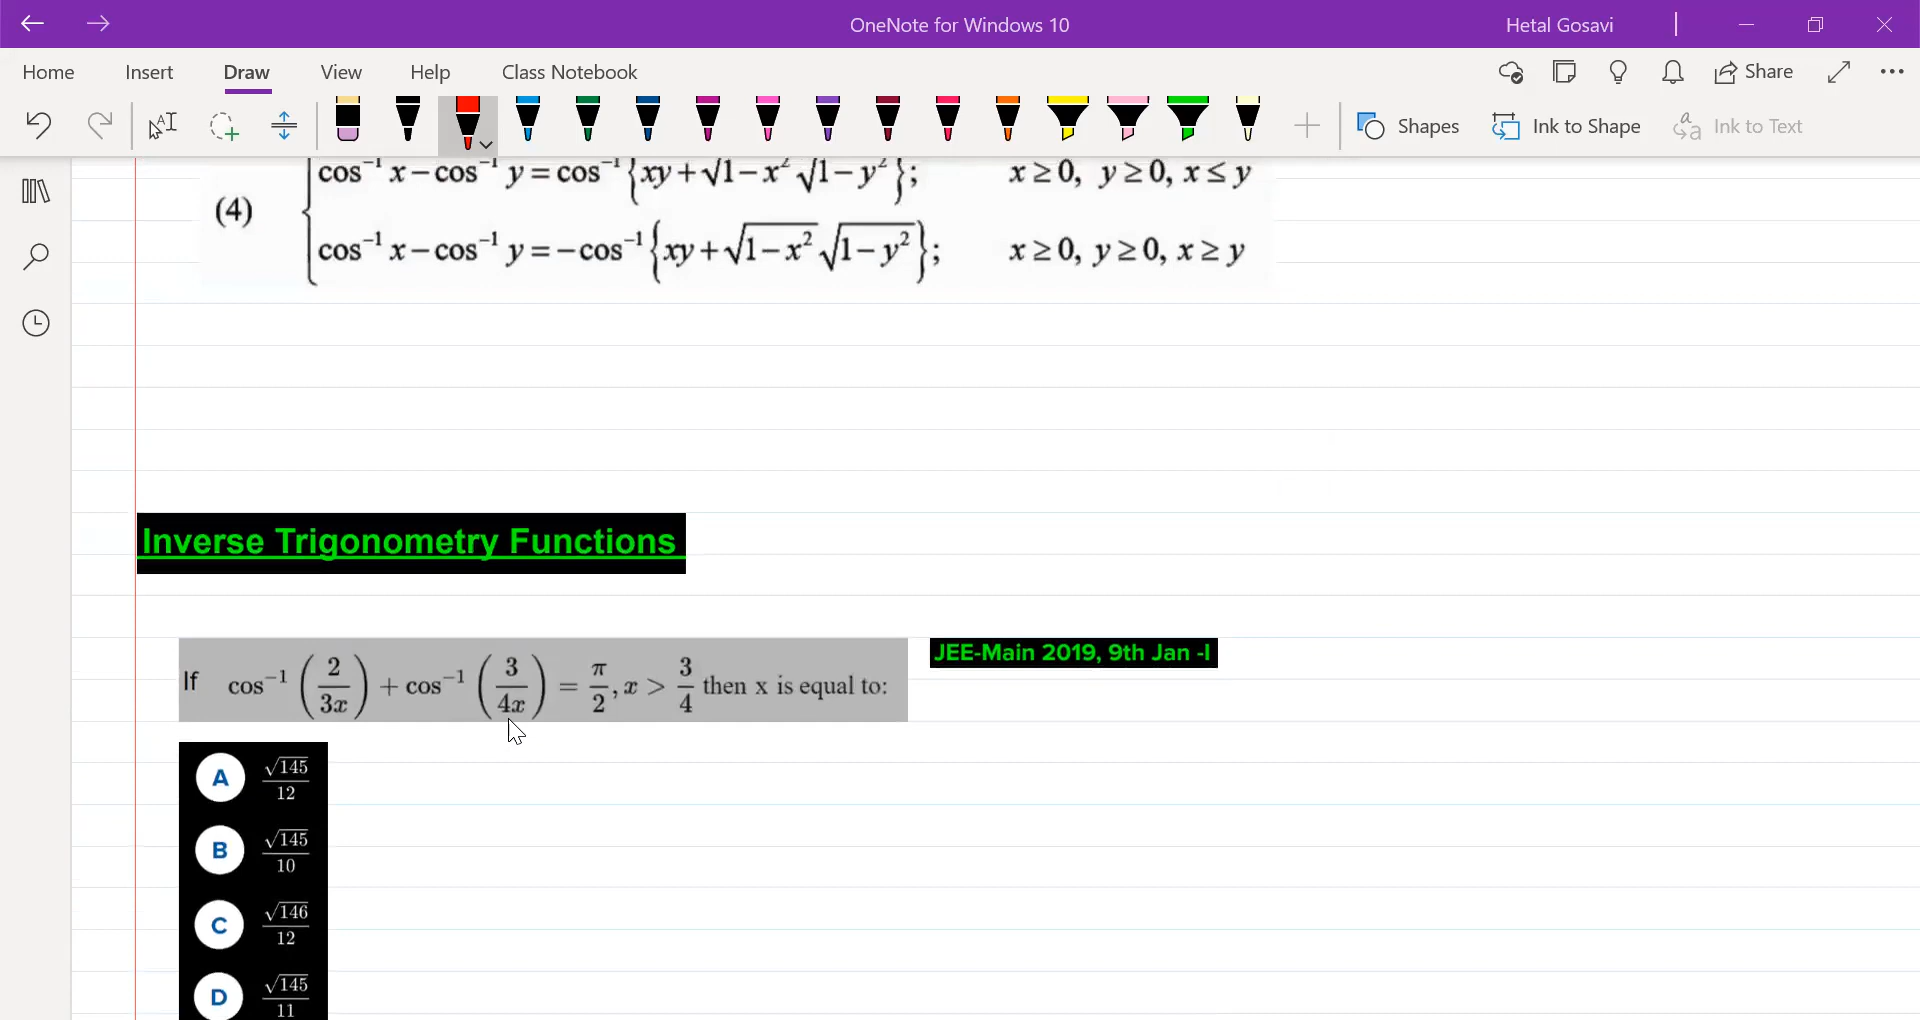 OneNote for Windows 10
Hetal Gosavi
Home Insert Draw View Help Class Notebook
Share
Shapes
Ink to Shape
Ink to Text
(4) cos⁻¹ x − cos⁻¹ y = cos⁻¹ {xy + √1−x² √1−y²}; x ≥ 0, y ≥ 0, x ≤ y
cos⁻¹ x − cos⁻¹ y = −cos⁻¹ {xy + √1−x² √1−y²}; x ≥ 0, y ≥ 0, x ≥ y
Inverse Trigonometry Functions
If cos⁻¹ (2/3x) + cos⁻¹ (3/4x) = π/2, x > 3/4 then x is equal to:
JEE-Main 2019, 9th Jan -I
A √145/12
B √145/10
C √146/12
D √145/11